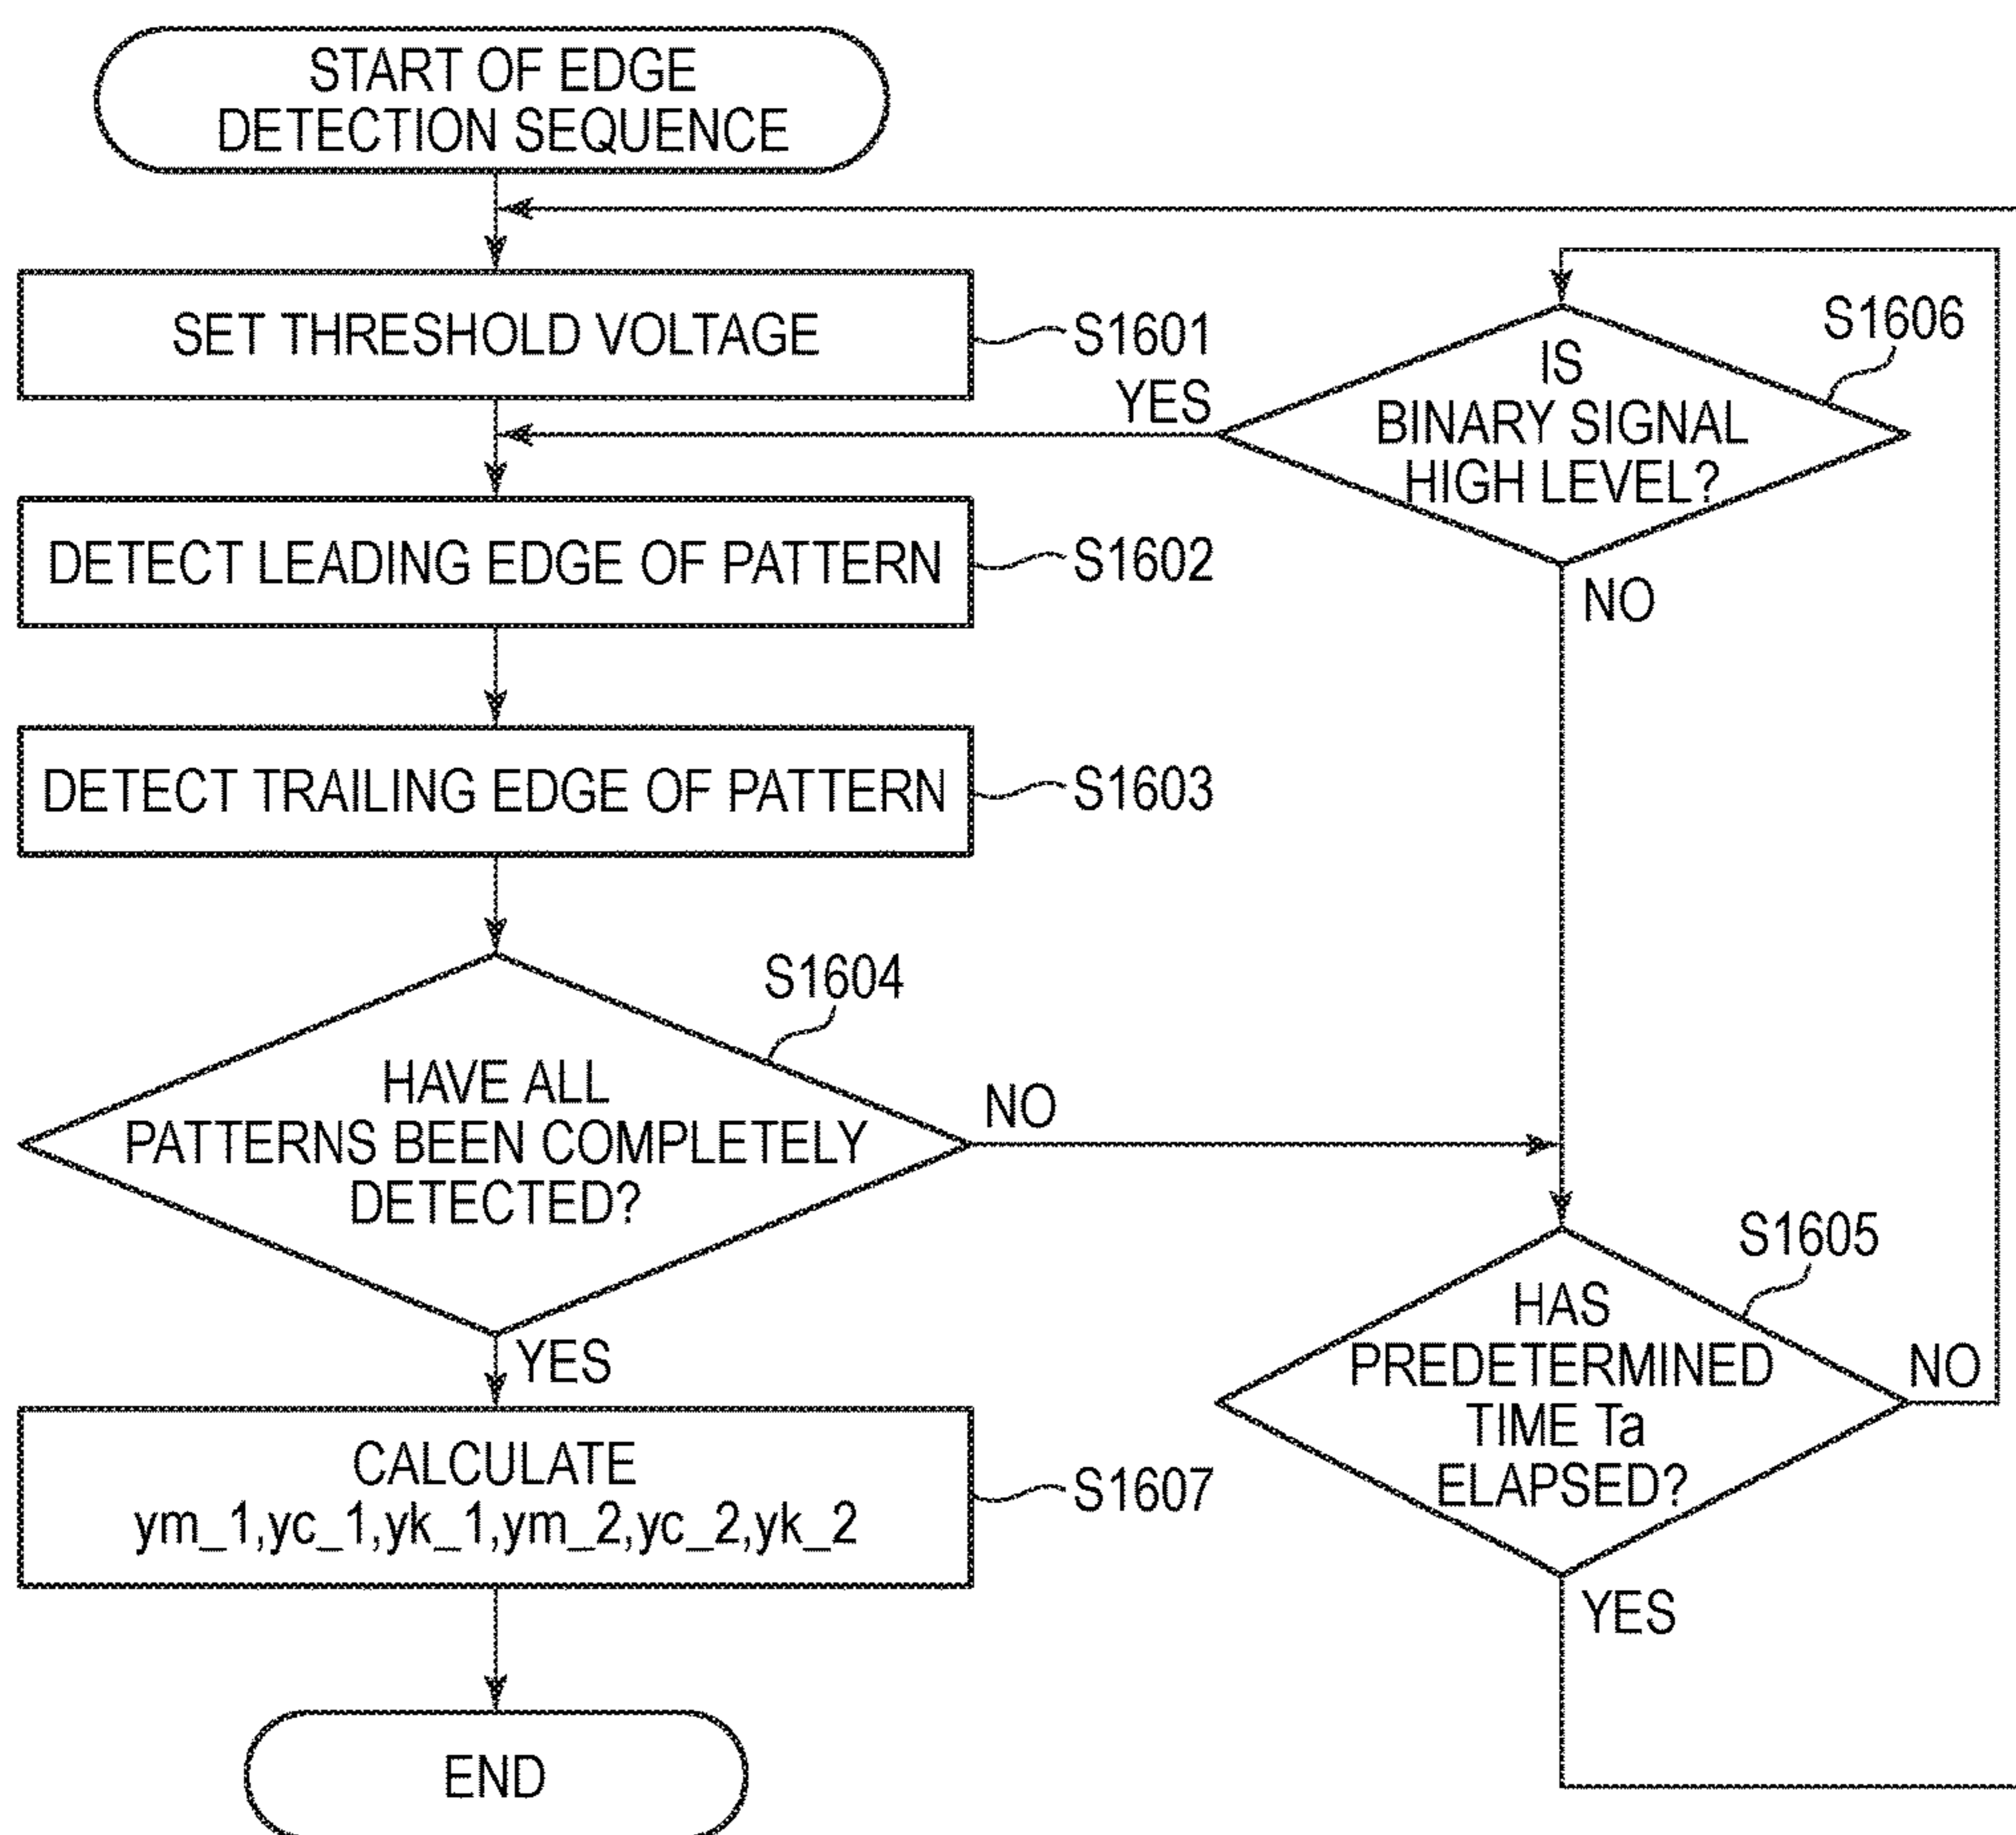 START OF EDGE
DETECTION SEQUENCE
SET THRESHOLD VOLTAGE
S1601
DETECT LEADING EDGE OF PATTERN
S1602
DETECT TRAILING EDGE OF PATTERN
S1603
S1604
HAVE ALL
PATTERNS BEEN COMPLETELY
DETECTED?
NO
YES
S1606
IS
BINARY SIGNAL
HIGH LEVEL?
YES
NO
S1605
HAS
PREDETERMINED
TIME Ta
ELAPSED?
NO
YES
CALCULATE
ym_1,yc_1,yk_1,ym_2,yc_2,yk_2
S1607
END